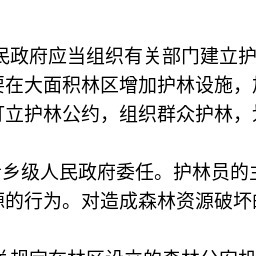 民政府应当组织有关部门建立护
要在大面积林区增加护林设施，
订立护林公约，组织群众护林，
乡级人民政府委任。护林员的主
源的行为。对造成森林资源破坏的